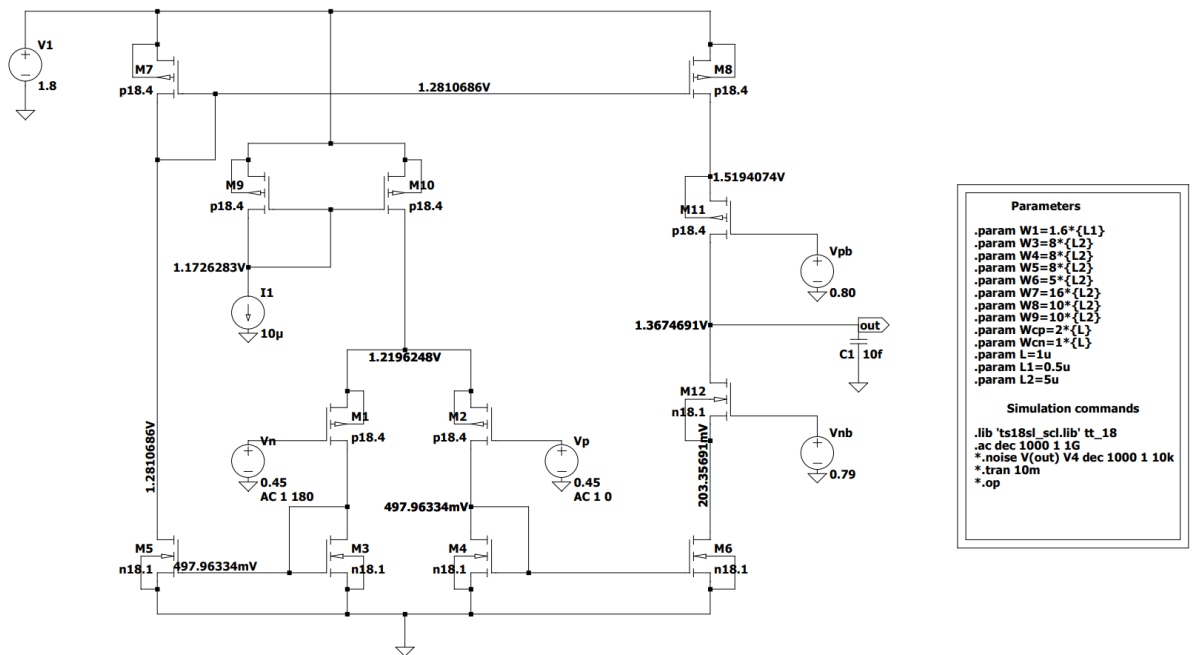 V1
1.8
M7
p18.4
1.2810686V
M8
p18.4
M9
p18.4
M10
p18.4
1.5194074V
M11
p18.4
1.1726283V
I1
10µ
Vpb
0.80
1.3674691V
out
C1 10f
1.2196248V
1.2810686V
M1
p18.4
M2
p18.4
Vn
0.45
AC 1 180
Vp
0.45
AC 1 0
M12
n18.1
Vnb
0.79
203.35691mV
497.96334mV
M5
n18.1
497.96334mV
M3
n18.1
M4
n18.1
M6
n18.1
Parameters
.param W1=1.6*{L1}
.param W3=8*{L2}
.param W4=8*{L2}
.param W5=8*{L2}
.param W6=5*{L2}
.param W7=16*{L2}
.param W8=10*{L2}
.param W9=10*{L2}
.param Wcp=2*{L}
.param Wcn=1*{L}
.param L=1u
.param L1=0.5u
.param L2=5u
Simulation commands
.lib 'ts18sl_scl.lib' tt_18
.ac dec 1000 1 1G
*.noise V(out) V4 dec 1000 1 10k
*.tran 10m
*.op